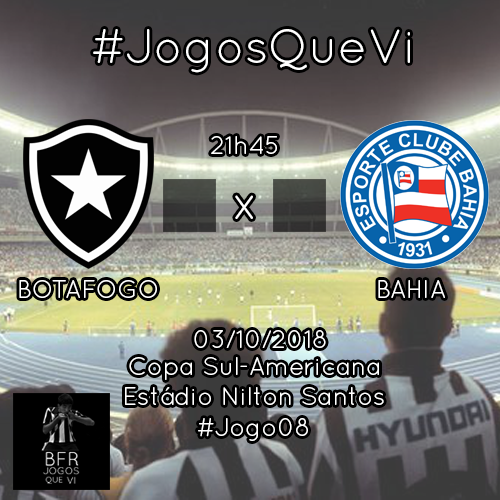 #JogosQueVi
21h45
x
ESPORTE CLUBE BAHIA
1931
BOTAFOGO
BAHIA
03/10/2018
Copa Sul-Americana
Estádio Nilton Santos
#Jogo08
HYUNDAI
BFR
JOGOS
QUE VI